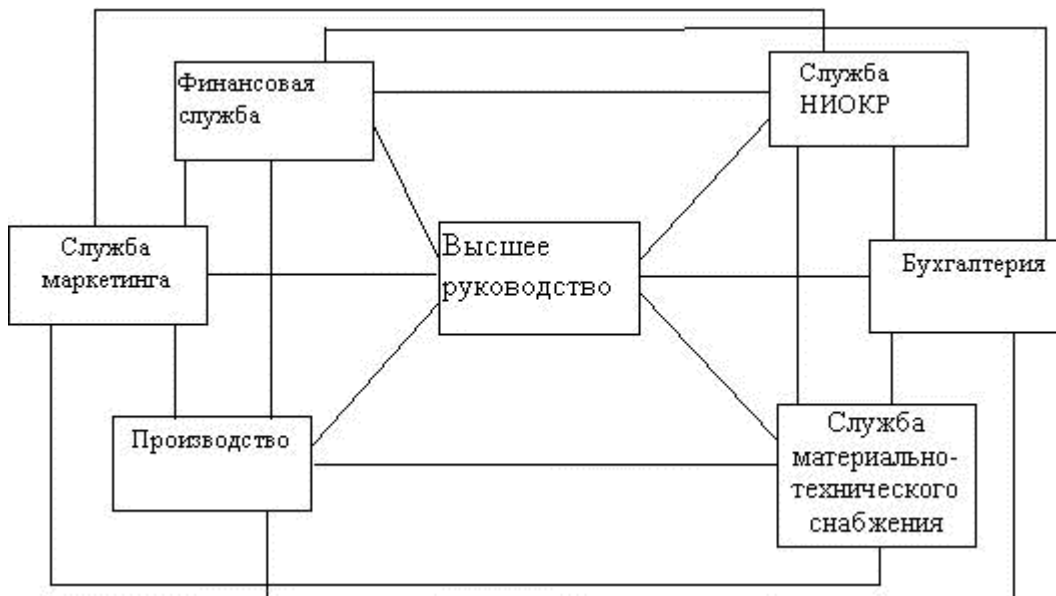 Финансовая
служба
Служба
НИОКР
Служба
маркетинга
Высшее
руководство
Бухгалтерия
Производство
Служба
материально-
технического
снабжения